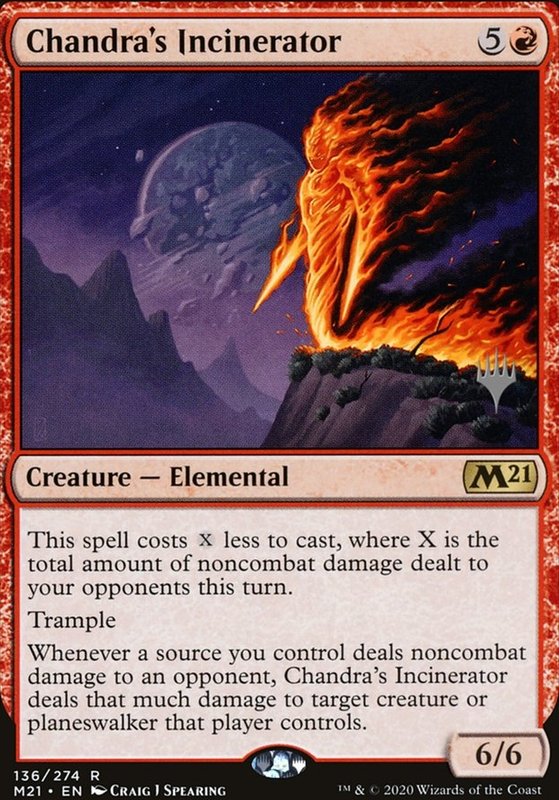 Chandra's Incinerator 5
Creature — Elemental M21
This spell costs X less to cast, where X is the
total amount of noncombat damage dealt to
your opponents this turn.
Trample
Whenever a source you control deals noncombat
damage to an opponent, Chandra's Incinerator
deals that much damage to target creature or
planeswalker that player controls.
6/6
136/274 R
M21 • EN Craig J Spearing
™ & © 2020 Wizards of the Coast